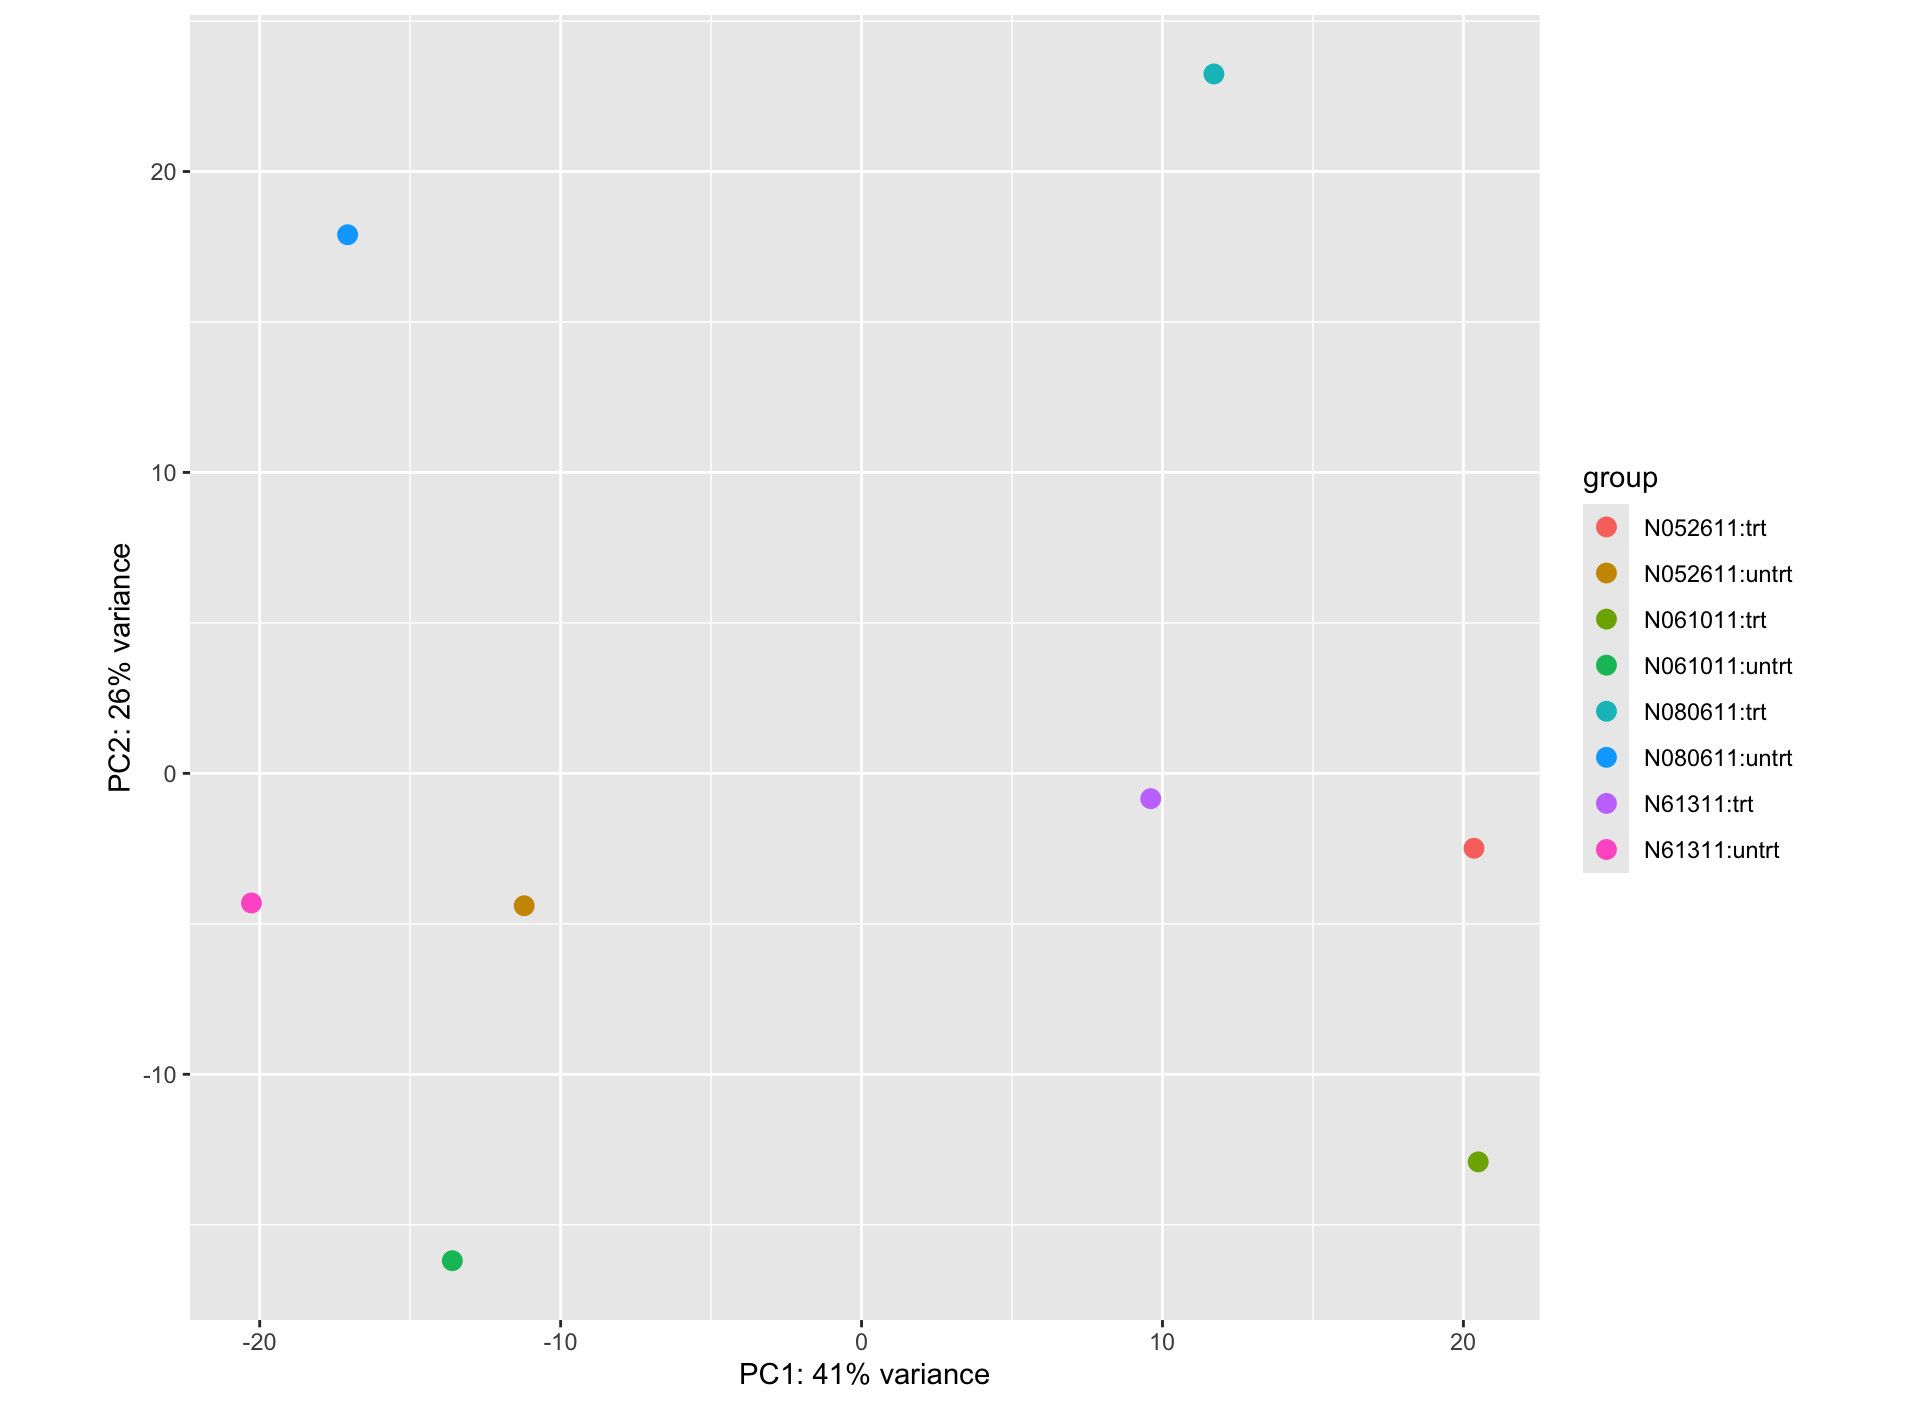 20
10
0
-10
-20
-10
0
10
20
PC1: 41% variance
PC2: 26% variance
group
N052611:trt
N052611:untrt
N061011:trt
N061011:untrt
N080611:trt
N080611:untrt
N61311:trt
N61311:untrt